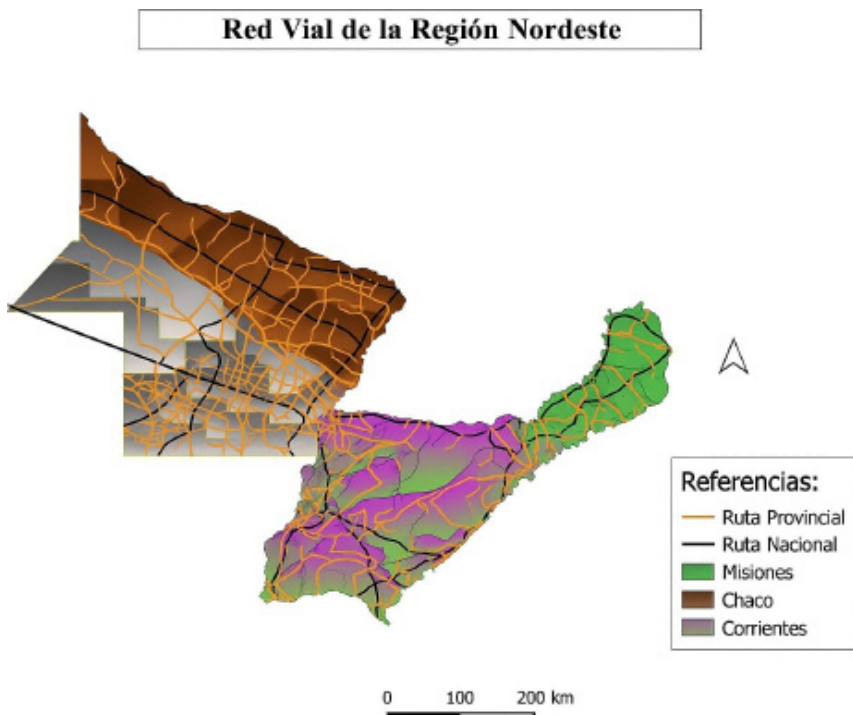 Red Vial de la Región Nordeste
Referencias:
Ruta Provincial
Ruta Nacional
Misiones
Chaco
Corrientes
0 100 200 km